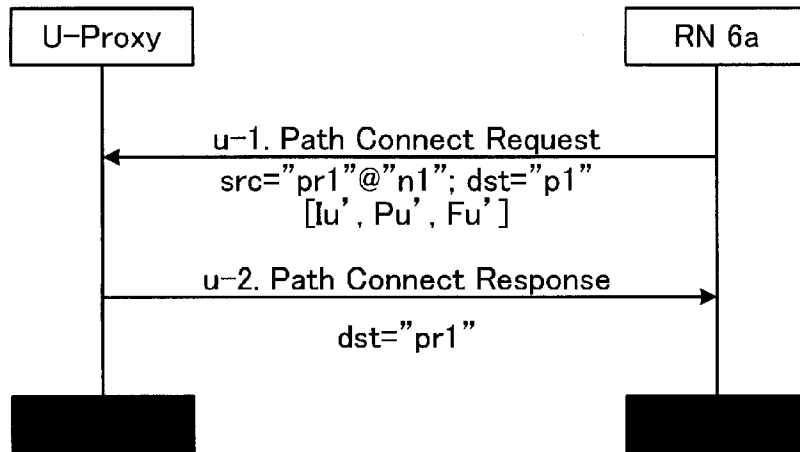 U-Proxy
RN 6a
u-1. Path Connect Request
src="pr1"@"n1"; dst="p1"
[Iu', Pu', Fu']
u-2. Path Connect Response
dst="pr1"